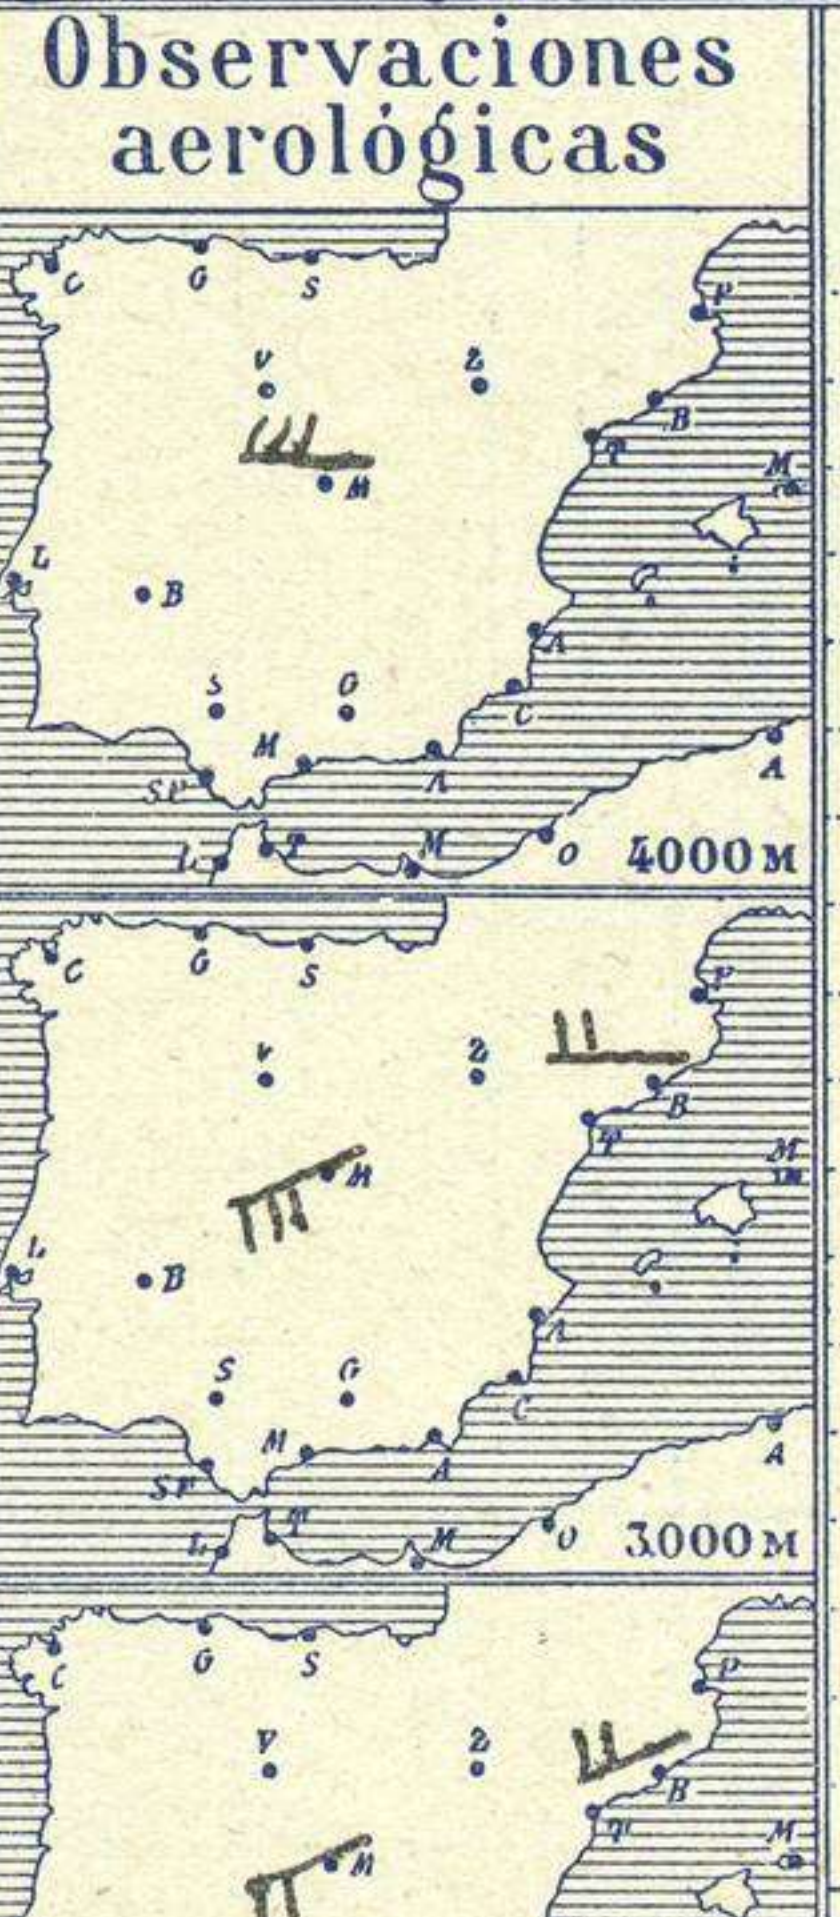 Observaciones
aerológicas
C G S P
V Z
B
T
M
M
L
B
A
S G
C
M
A
A
SF
L T M O 4000 M
C G S P
V Z
B
T
M
M
L
B
A
S G
C
M
A
A
SF
L T M O 3000 M
C G S P
V Z
B
T
M
M